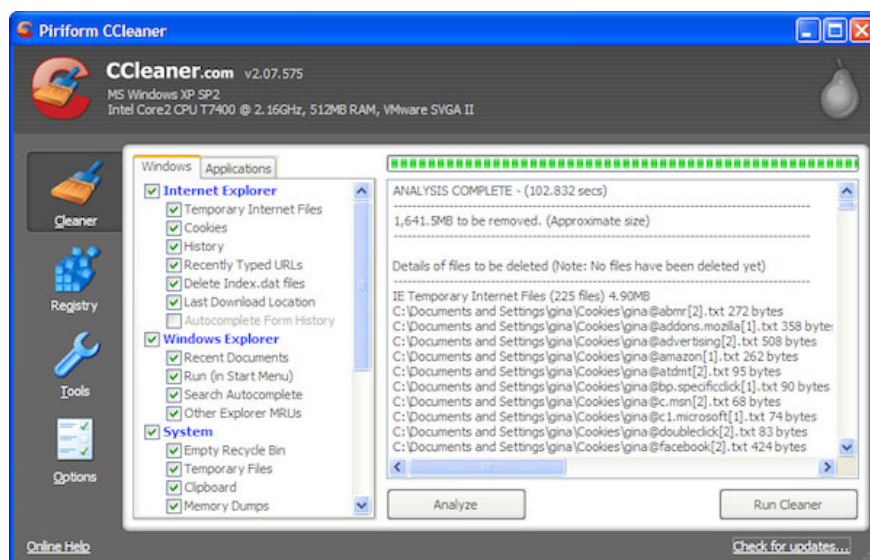 Piriform CCleaner
CCleaner.com v2.07.575
MS Windows XP SP2
Intel Core2 CPU T7400 @ 2.16GHz, 512MB RAM, VMware SVGA II
Cleaner
Registry
Tools
Options
Windows Applications
Internet Explorer
Temporary Internet Files
Cookies
History
Recently Typed URLs
Delete Index.dat files
Last Download Location
Autocomplete Form History
Windows Explorer
Recent Documents
Run (in Start Menu)
Search Autocomplete
Other Explorer MRUs
System
Empty Recycle Bin
Temporary Files
Clipboard
Memory Dumps
ANALYSIS COMPLETE - (102.832 secs)
1,641.5MB to be removed. (Approximate size)
Details of files to be deleted (Note: No files have been deleted yet)
IE Temporary Internet Files (225 files) 4.90MB
C:\Documents and Settings\gina\Cookies\gina@abmr[2].txt 272 bytes
C:\Documents and Settings\gina\Cookies\gina@addons.mozilla[1].txt 358 bytes
C:\Documents and Settings\gina\Cookies\gina@advertising[2].txt 508 bytes
C:\Documents and Settings\gina\Cookies\gina@amazon[1].txt 262 bytes
C:\Documents and Settings\gina\Cookies\gina@atdmt[2].txt 95 bytes
C:\Documents and Settings\gina\Cookies\gina@bp.specificclick[1].txt 90 bytes
C:\Documents and Settings\gina\Cookies\gina@c.msn[2].txt 68 bytes
C:\Documents and Settings\gina\Cookies\gina@c1.microsoft[1].txt 74 bytes
C:\Documents and Settings\gina\Cookies\gina@doubleclick[2].txt 83 bytes
C:\Documents and Settings\gina\Cookies\gina@facebook[2].txt 424 bytes
Analyze
Run Cleaner
Online Help
Check for updates...